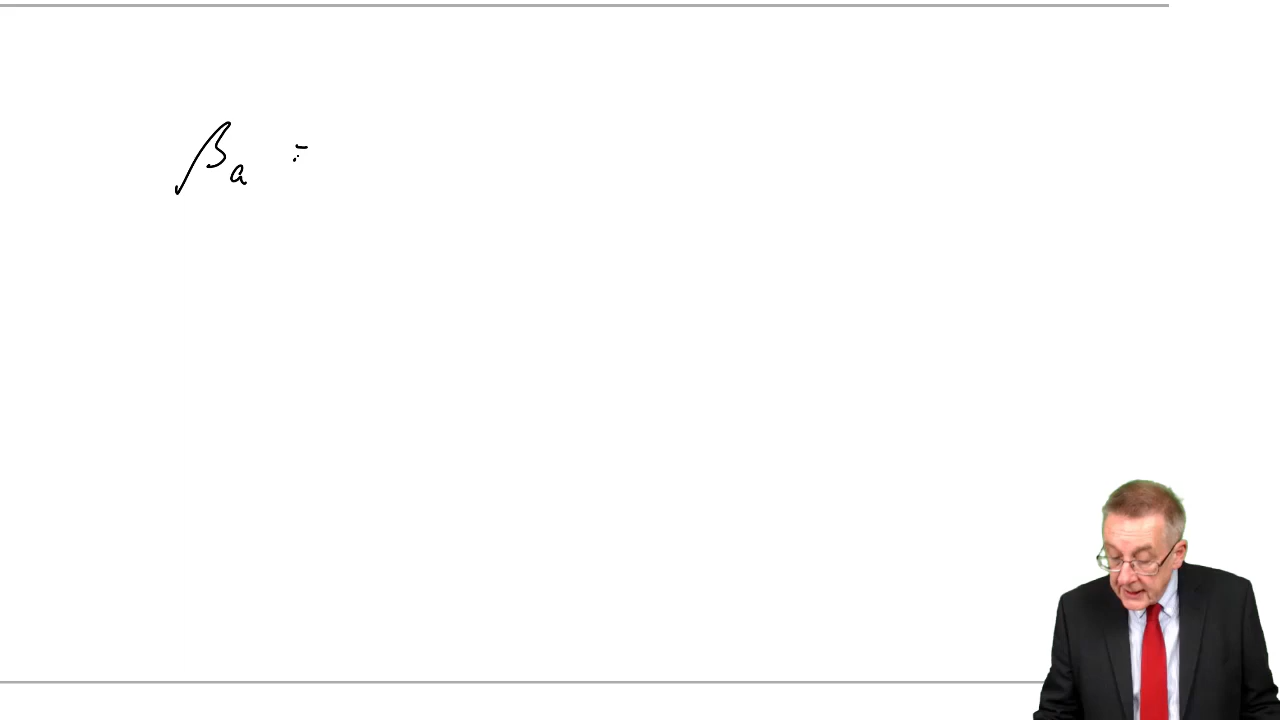 βa =